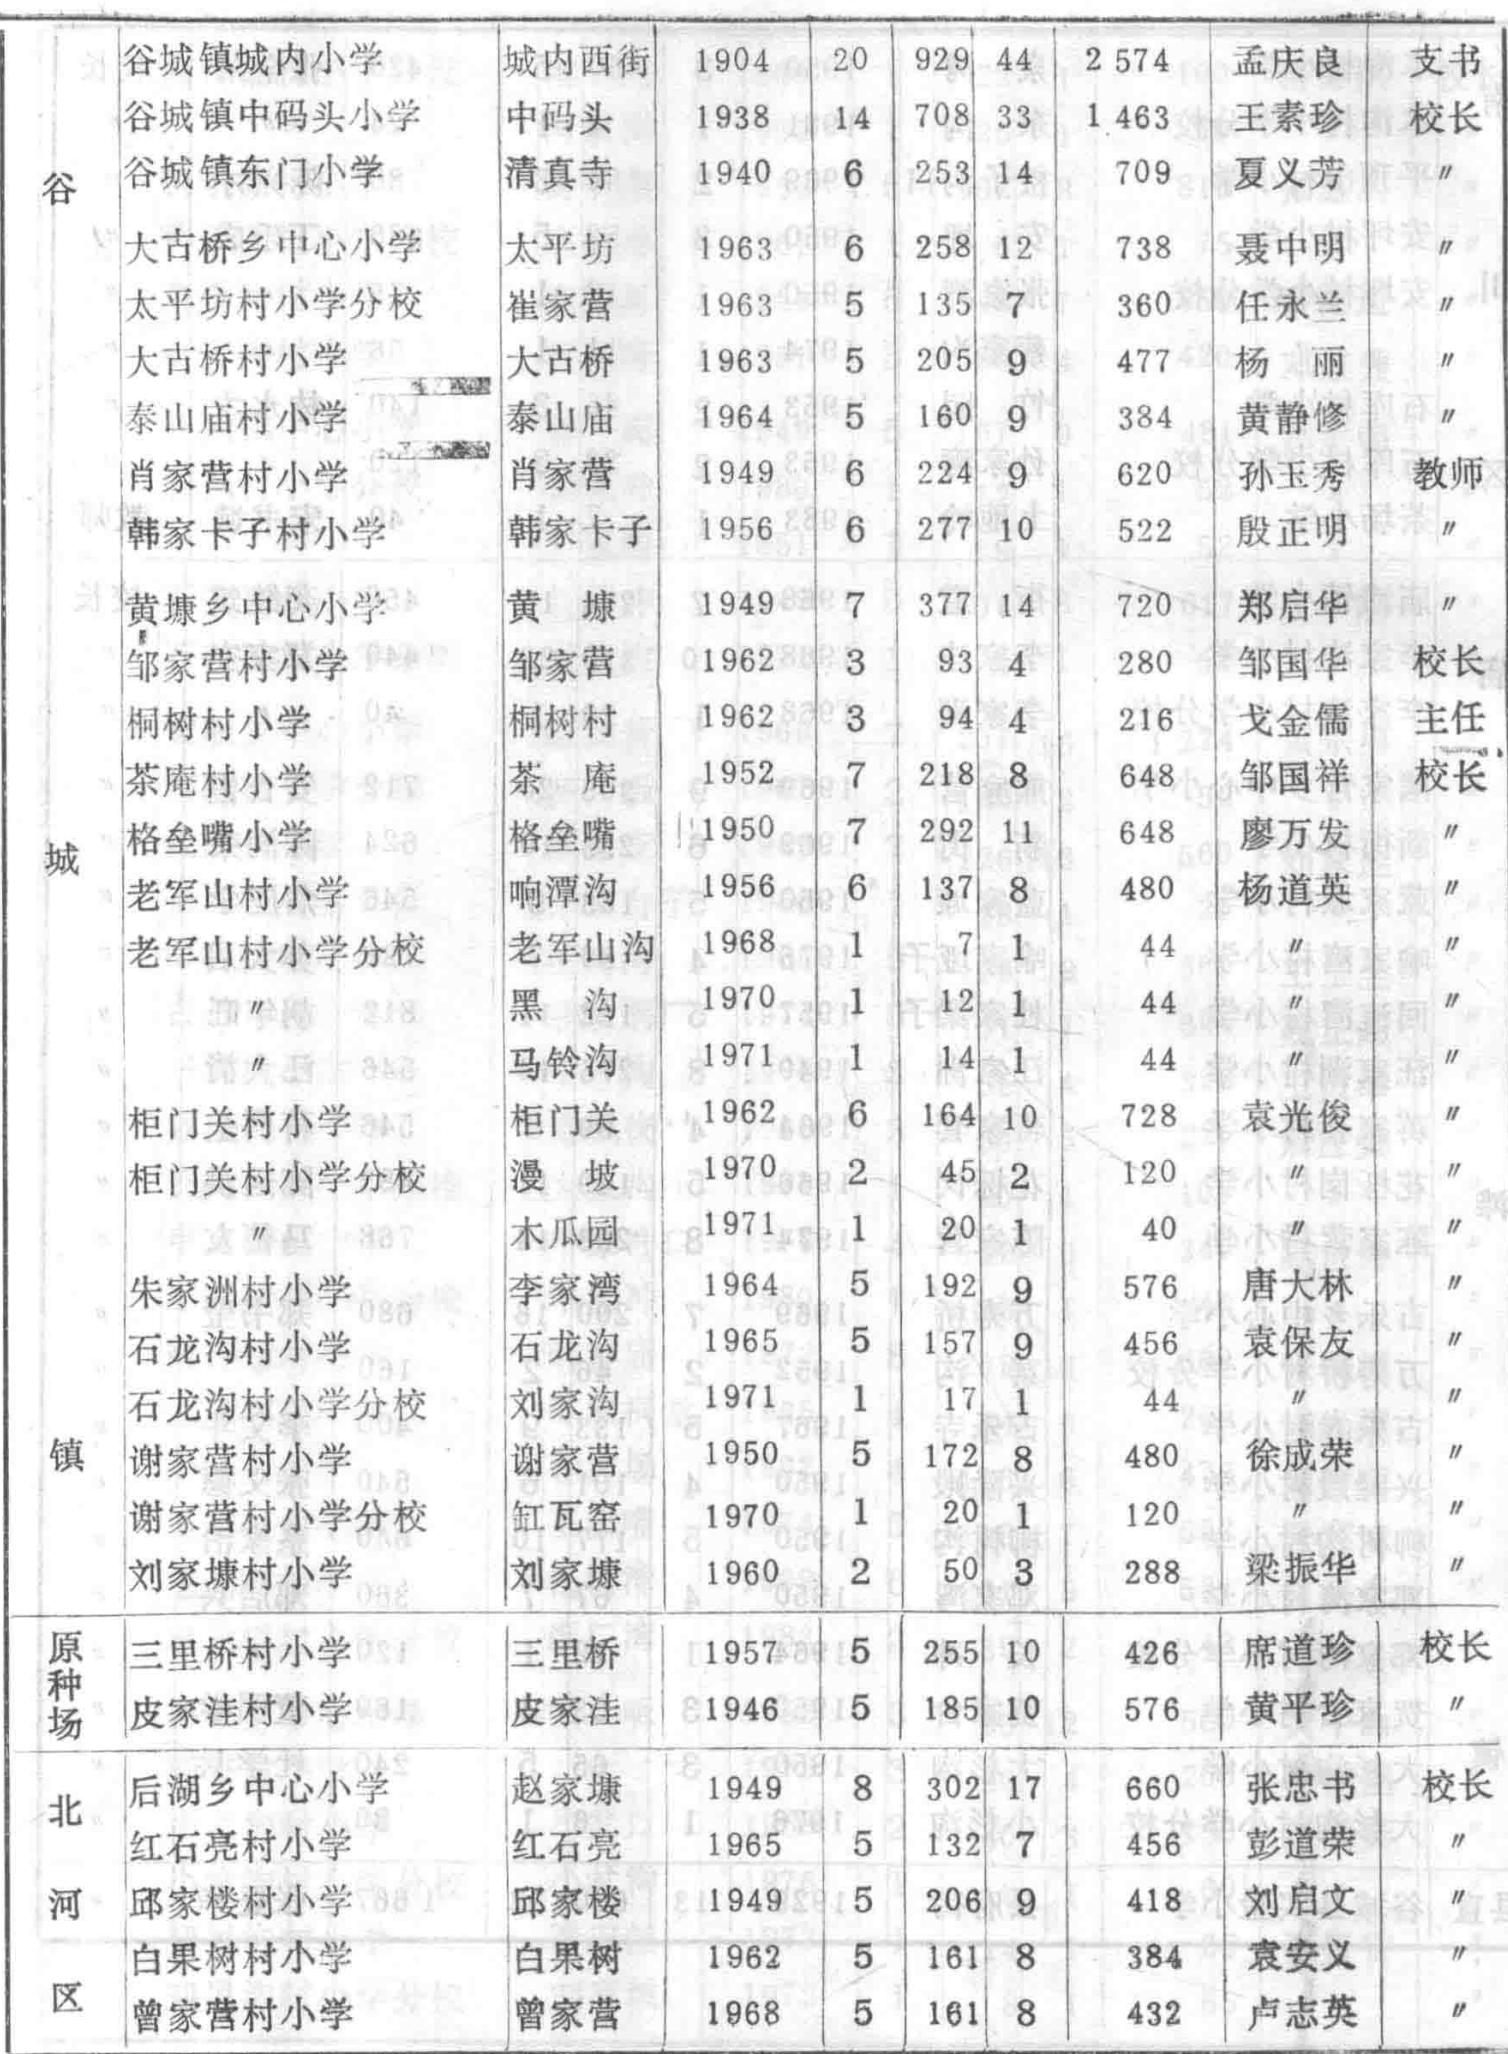 谷城镇城内小学 城内西街 1904 20 929 44 2 574 孟庆良 支书
谷城镇中码头小学 中码头 1938 14 708 33 1 463 王素珍 校长
谷 谷城镇东门小学 清真寺 1940 6 253 14 709 夏义芳 〃
大古桥乡中心小学 太平坊 1963 6 258 12 738 聂中明 〃
太平坊村小学分校 崔家营 1963 5 135 7 360 任永兰 〃
大古桥村小学 大古桥 1963 5 205 9 477 杨 丽 〃
泰山庙村小学 泰山庙 1964 5 160 9 384 黄静修 〃
肖家营村小学 肖家营 1949 6 224 9 620 孙玉秀 教师
韩家卡子村小学 韩家卡子 1956 6 277 10 522 殷正明 〃
黄㙍乡中心小学 黄 㙍 1949 7 377 14 720 郑启华 〃
邹家营村小学 邹家营 1962 3 93 4 280 邹国华 校长
桐树村小学 桐树村 1962 3 94 4 216 戈金儒 主任
茶庵村小学 茶 庵 1952 7 218 8 648 邹国祥 校长
城 格垒嘴小学 格垒嘴 1950 7 292 11 648 廖万发 〃
老军山村小学 响潭沟 1956 6 137 8 480 杨道英 〃
老军山村小学分校 老军山沟 1968 1 7 1 44 〃 〃
〃 黑 沟 1970 1 12 1 44 〃 〃
〃 马铃沟 1971 1 14 1 44 〃 〃
柜门关村小学 柜门关 1962 6 164 10 728 袁光俊 〃
柜门关村小学分校 漫 坡 1970 2 45 2 120 〃 〃
〃 木瓜园 1971 1 20 1 40 〃 〃
朱家洲村小学 李家湾 1964 5 192 9 576 唐大林 〃
石龙沟村小学 石龙沟 1965 5 157 9 456 袁保友 〃
石龙沟村小学分校 刘家沟 1971 1 17 1 44 〃 〃
镇 谢家营村小学 谢家营 1950 5 172 8 480 徐成荣 〃
谢家营村小学分校 缸瓦窑 1970 1 20 1 120 〃 〃
刘家㙍村小学 刘家㙍 1960 2 50 3 288 梁振华 〃
原种场 三里桥村小学 三里桥 1957 5 255 10 426 席道珍 校长
皮家洼村小学 皮家洼 1946 5 185 10 576 黄平珍 〃
北 后湖乡中心小学 赵家㙍 1949 8 302 17 660 张忠书 校长
红石亮村小学 红石亮 1965 5 132 7 456 彭道荣 〃
河 邱家楼村小学 邱家楼 1949 5 206 9 418 刘启文 〃
白果树村小学 白果树 1962 5 161 8 384 袁安义 〃
区 曾家营村小学 曾家营 1968 5 161 8 432 卢志英 〃